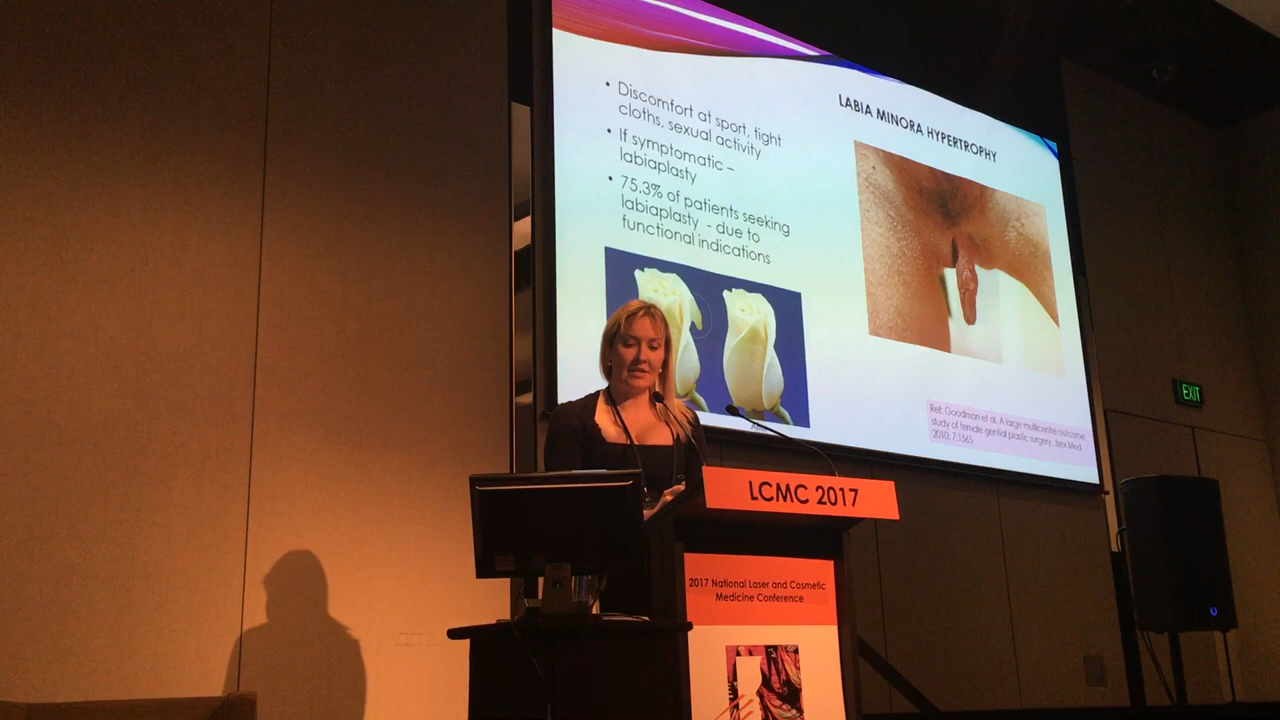 • Discomfort at sport, tight
cloths, sexual activity
• If symptomatic –
labiaplasty
• 75.3% of patients seeking
labiaplasty - due to
functional indications
LABIA MINORA HYPERTROPHY
Ref: Goodman et al. A large multicentre outcome
study of female genital plastic surgery. Jsex Med
2010; 7:1565
EXIT
LCMC 2017
2017 National Laser and Cosmetic
Medicine Conference